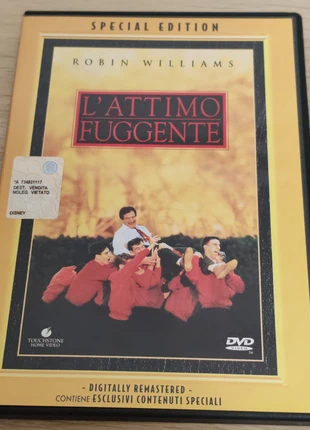 SPECIAL EDITION
ROBIN WILLIAMS
L'ATTIMO
FUGGENTE
DEST. VENDITA
NOLEG. VIETATO
DISNEY
TOUCHSTONE
HOME VIDEO
DVD
VIDEO
- DIGITALLY REMASTERED -
CONTIENE ESCLUSIVI CONTENUTI SPECIALI